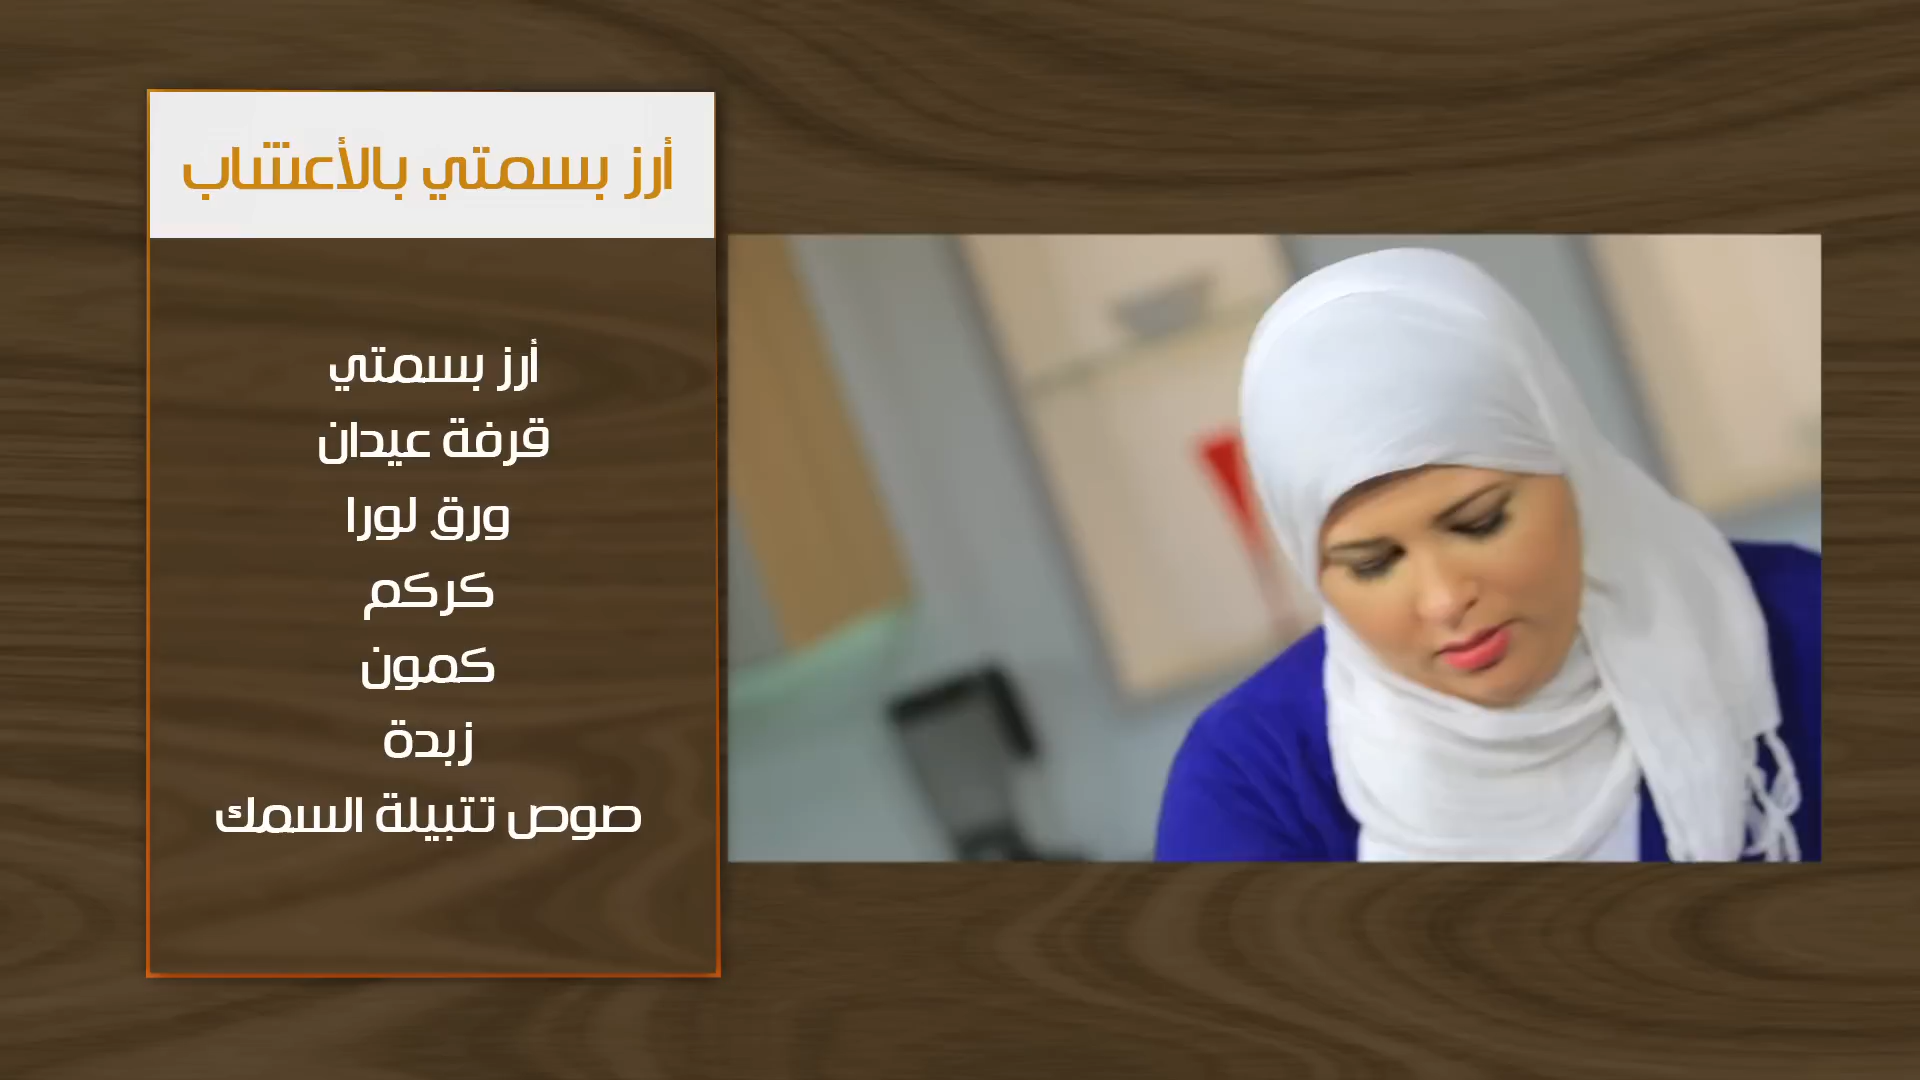 أرز بسمتي بالأعشاب
أرز بسمتي
قرفة عيدان
ورق لورا
كركم
كمون
زبدة
صوص تتبيلة السمك